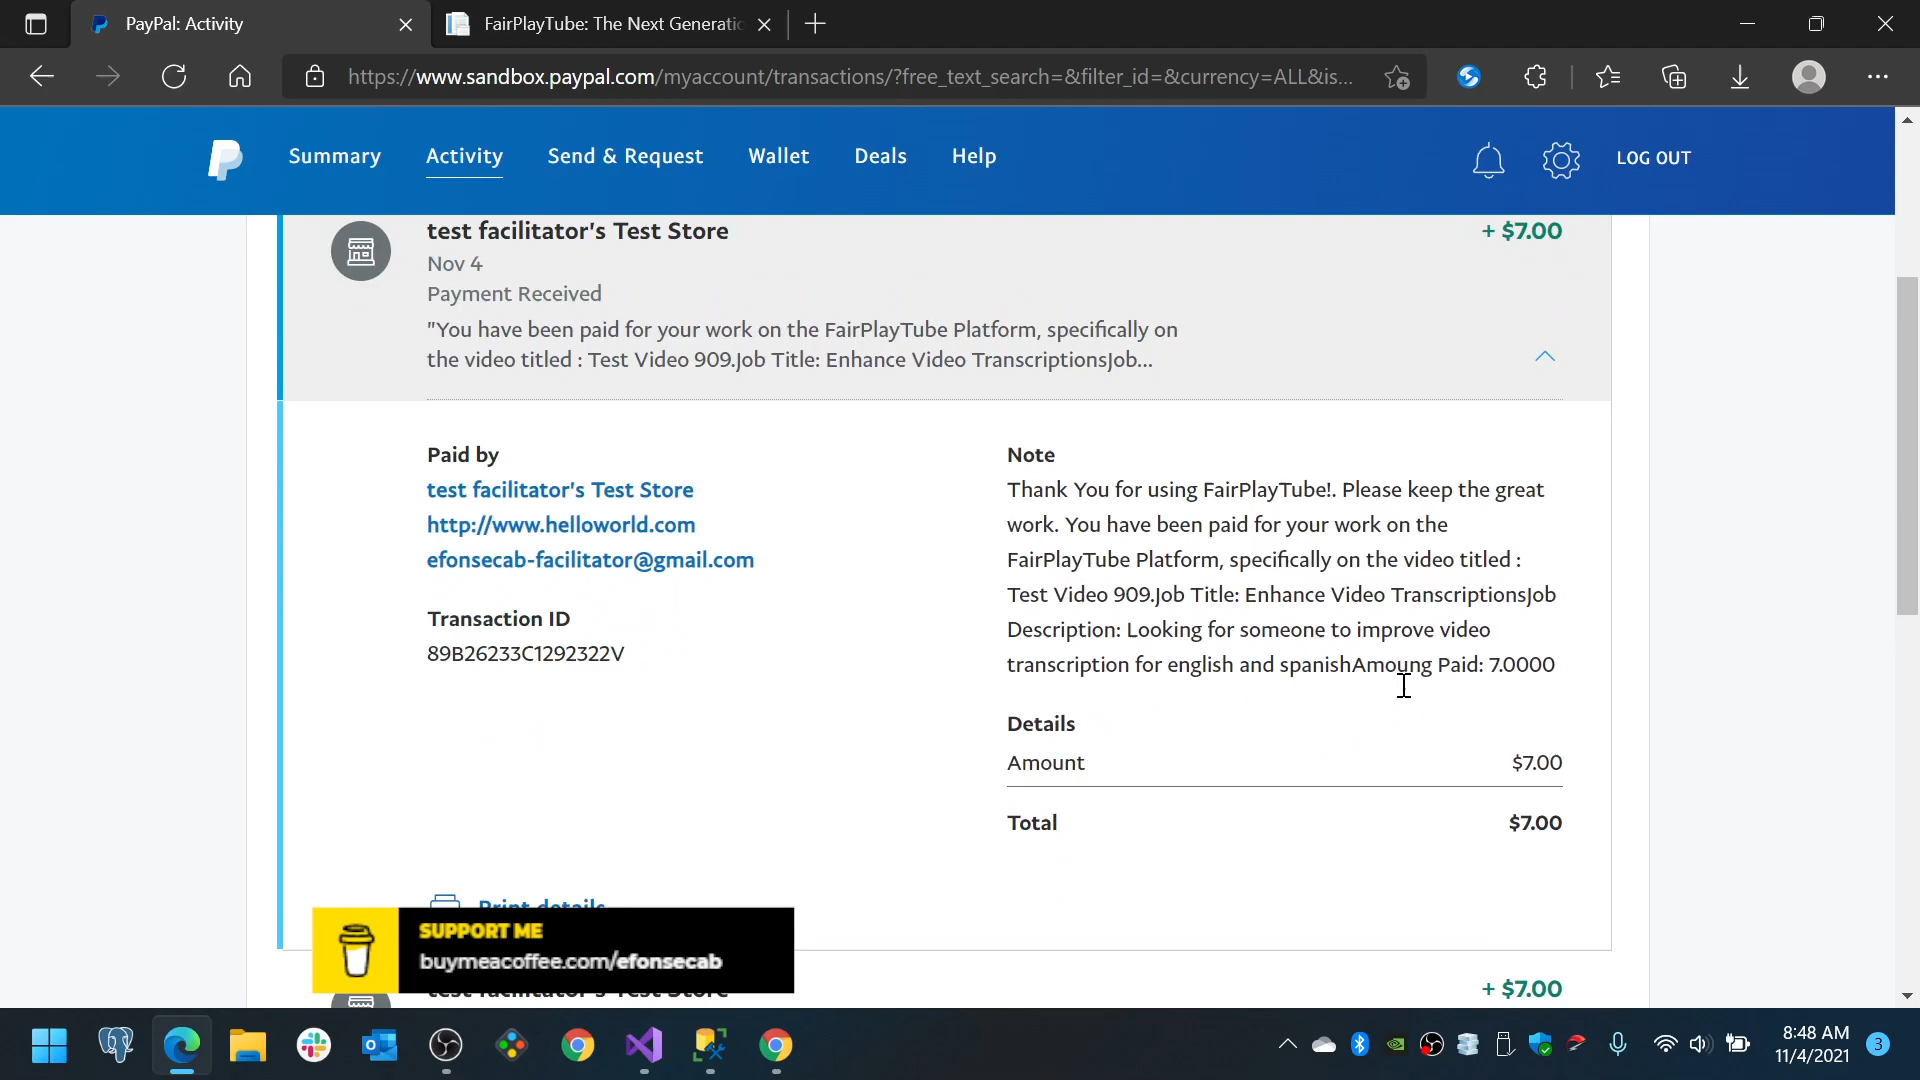 PayPal: Activity
FairPlayTube: The Next Generatio
https://www.sandbox.paypal.com/myaccount/transactions/?free_text_search=&filter_id=&currency=ALL&is...
Summary
Activity
Send & Request
Wallet
Deals
Help
LOG OUT
test facilitator's Test Store
+ $7.00
Nov 4
Payment Received
"You have been paid for your work on the FairPlayTube Platform, specifically on
the video titled : Test Video 909.Job Title: Enhance Video TranscriptionsJob...
Paid by
test facilitator's Test Store
http://www.helloworld.com
efonsecab-facilitator@gmail.com
Transaction ID
89B26233C1292322V
Note
Thank You for using FairPlayTube!. Please keep the great
work. You have been paid for your work on the
FairPlayTube Platform, specifically on the video titled :
Test Video 909.Job Title: Enhance Video TranscriptionsJob
Description: Looking for someone to improve video
transcription for english and spanishAmoung Paid: 7.0000
Details
Amount
$7.00
Total
$7.00
Print details
SUPPORT ME
buymeacoffee.com/efonsecab
test facilitator's Test Store
+ $7.00
8:48 AM
11/4/2021
3